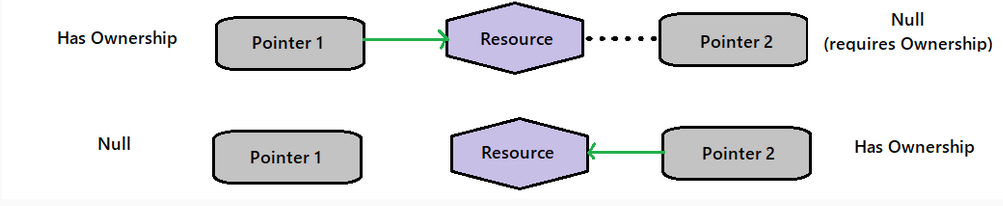 Has Ownership
Pointer 1
Resource
Pointer 2
Null
(requires Ownership)
Null
Pointer 1
Resource
Pointer 2
Has Ownership